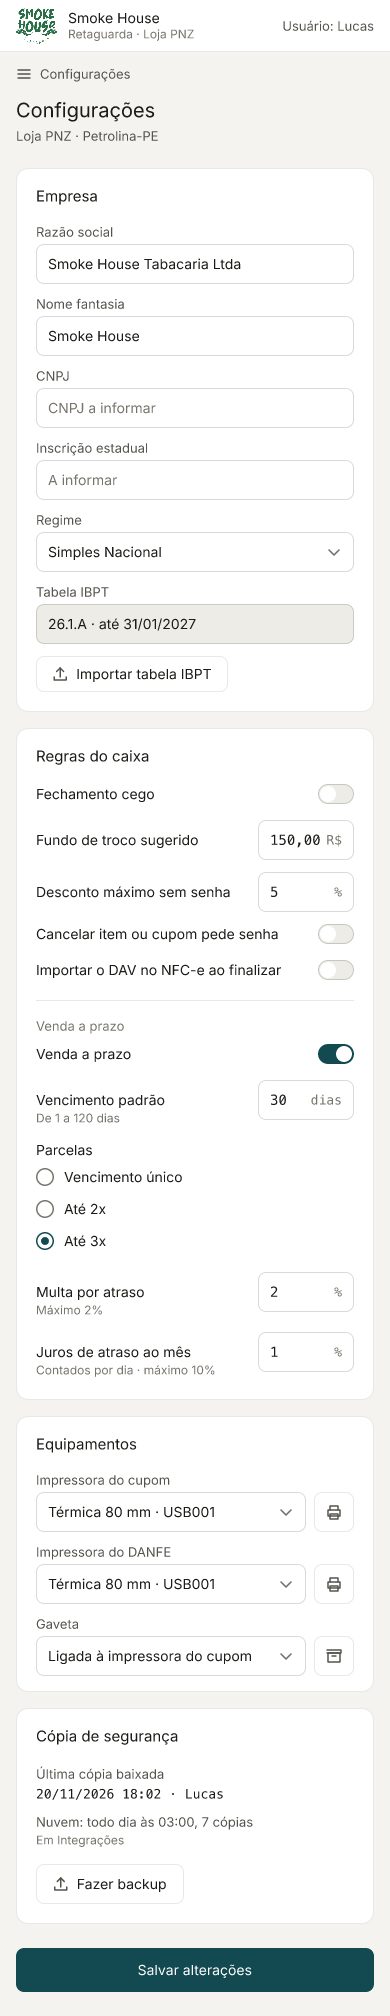 SMOKE
HOUSE
Smoke House
Retaguarda · Loja PNZ
Usuário: Lucas
Configurações
Configurações
Loja PNZ · Petrolina-PE
Empresa
Razão social
Smoke House Tabacaria Ltda
Nome fantasia
Smoke House
CNPJ
CNPJ a informar
Inscrição estadual
A informar
Regime
Simples Nacional
Tabela IBPT
26.1.A · até 31/01/2027
Importar tabela IBPT
Regras do caixa
Fechamento cego
Fundo de troco sugerido 150,00 R$
Desconto máximo sem senha 5 %
Cancelar item ou cupom pede senha
Importar o DAV no NFC-e ao finalizar
Venda a prazo
Venda a prazo
Vencimento padrão 30 dias
De 1 a 120 dias
Parcelas
Vencimento único
Até 2x
Até 3x
Multa por atraso 2 %
Máximo 2%
Juros de atraso ao mês 1 %
Contados por dia · máximo 10%
Equipamentos
Impressora do cupom
Térmica 80 mm · USB001
Impressora do DANFE
Térmica 80 mm · USB001
Gaveta
Ligada à impressora do cupom
Cópia de segurança
Última cópia baixada
20/11/2026 18:02 · Lucas
Nuvem: todo dia às 03:00, 7 cópias
Em Integrações
Fazer backup
Salvar alterações